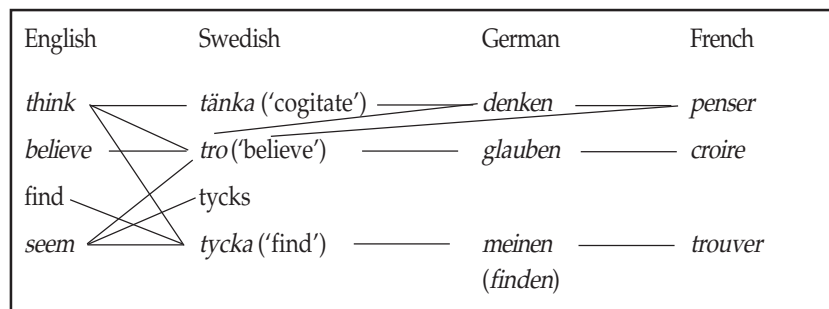 English Swedish German French
think tänka ('cogitate') denken penser
believe tro ('believe') glauben croire
find tycks
seem tycka ('find') meinen trouver
(finden)